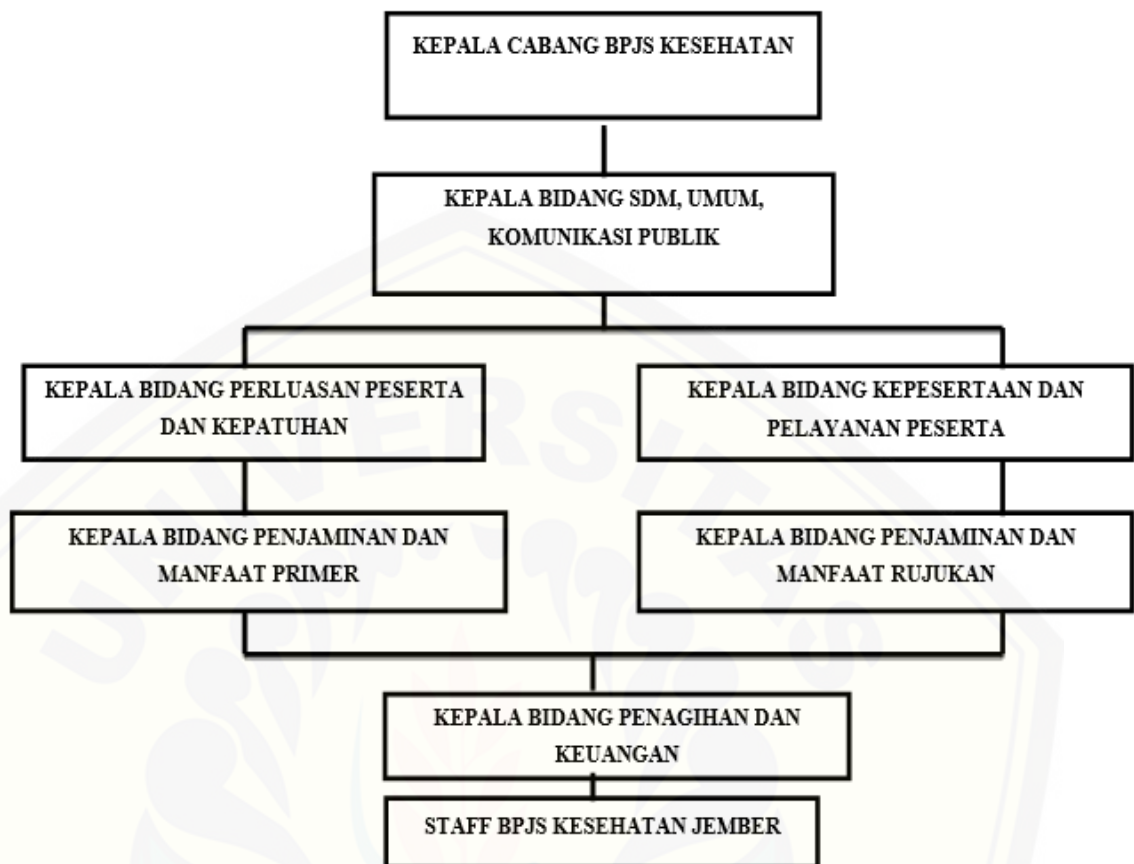 KEPALA CABANG BPJS KESEHATAN
KEPALA BIDANG SDM, UMUM,
KOMUNIKASI PUBLIK
KEPALA BIDANG PERLUASAN PESERTA
DAN KEPATUHAN
KEPALA BIDANG KEPESERTAAN DAN
PELAYANAN PESERTA
KEPALA BIDANG PENJAMINAN DAN
MANFAAT PRIMER
KEPALA BIDANG PENJAMINAN DAN
MANFAAT RUJUKAN
KEPALA BIDANG PENAGIHAN DAN
KEUANGAN
STAFF BPJS KESEHATAN JEMBER
UNIVERSITAS